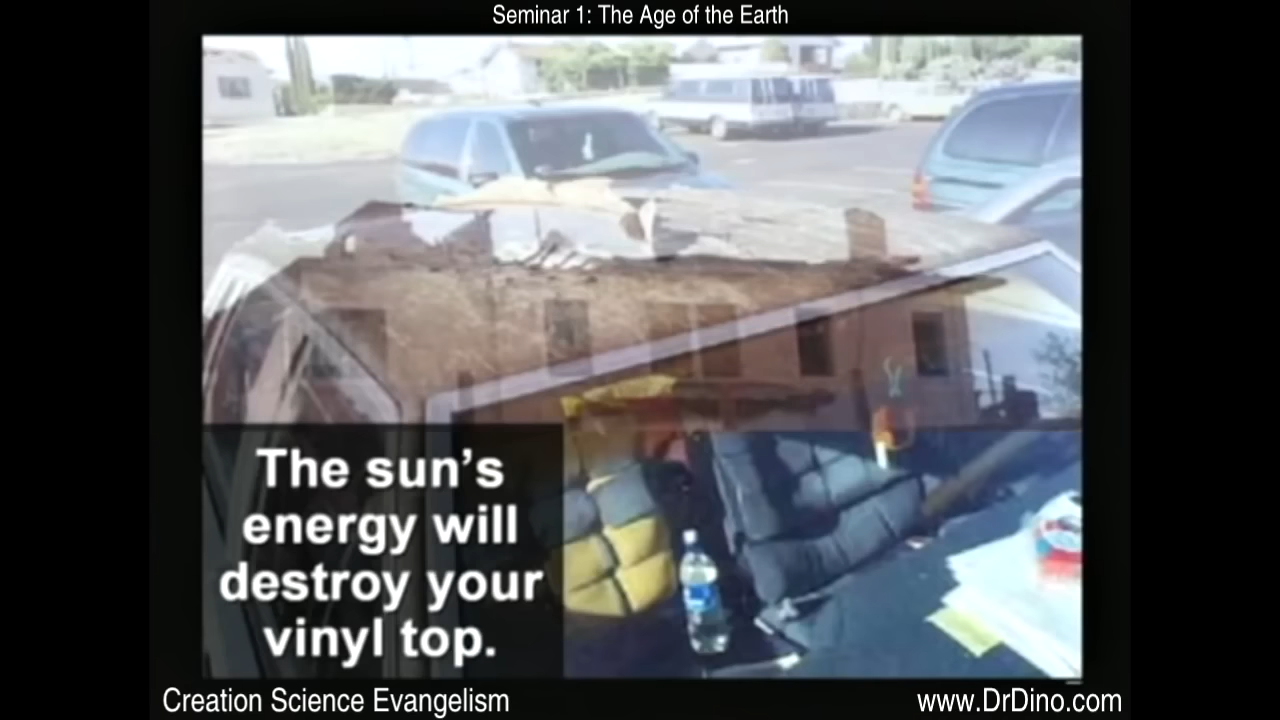 Seminar 1: The Age of the Earth
The sun’s
energy will
destroy your
vinyl top.
Creation Science Evangelism
www.DrDino.com